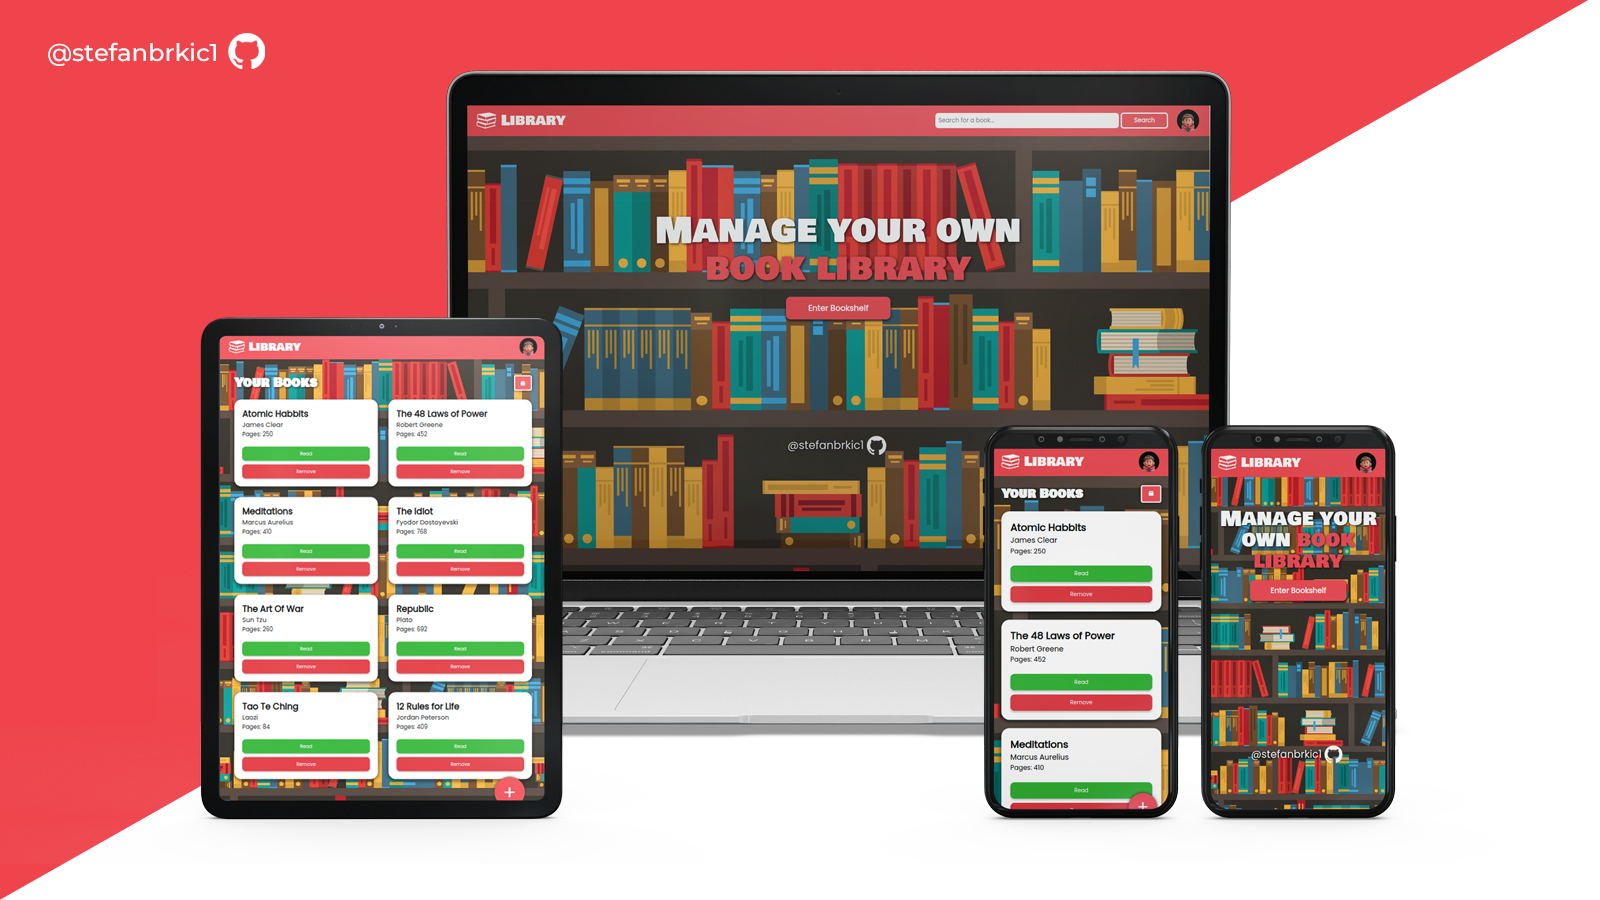 @stefanbrkic1
LIBRARY
Search for a book...
Search
MANAGE YOUR OWN
BOOK LIBRARY
Enter Bookshelf
@stefanbrkic1
LIBRARY
YOUR BOOKS
Atomic Habbits
James Clear
Pages: 250
Read
Remove
The 48 Laws of Power
Robert Greene
Pages: 452
Read
Remove
Meditations
Marcus Aurelius
Pages: 410
Read
Remove
The Idiot
Fyodor Dostoyevski
Pages: 768
Read
Remove
The Art Of War
Sun Tzu
Pages: 260
Read
Remove
Republic
Plato
Pages: 692
Read
Remove
Tao Te Ching
Laozi
Pages: 84
Read
Remove
12 Rules for Life
Jordan Peterson
Pages: 409
Read
Remove
+
LIBRARY
YOUR BOOKS
Atomic Habbits
James Clear
Pages: 250
Read
Remove
The 48 Laws of Power
Robert Greene
Pages: 452
Read
Remove
Meditations
Marcus Aurelius
Pages: 410
Read
+
LIBRARY
MANAGE YOUR
OWN BOOK
LIBRARY
Enter Bookshelf
@stefanbrkic1